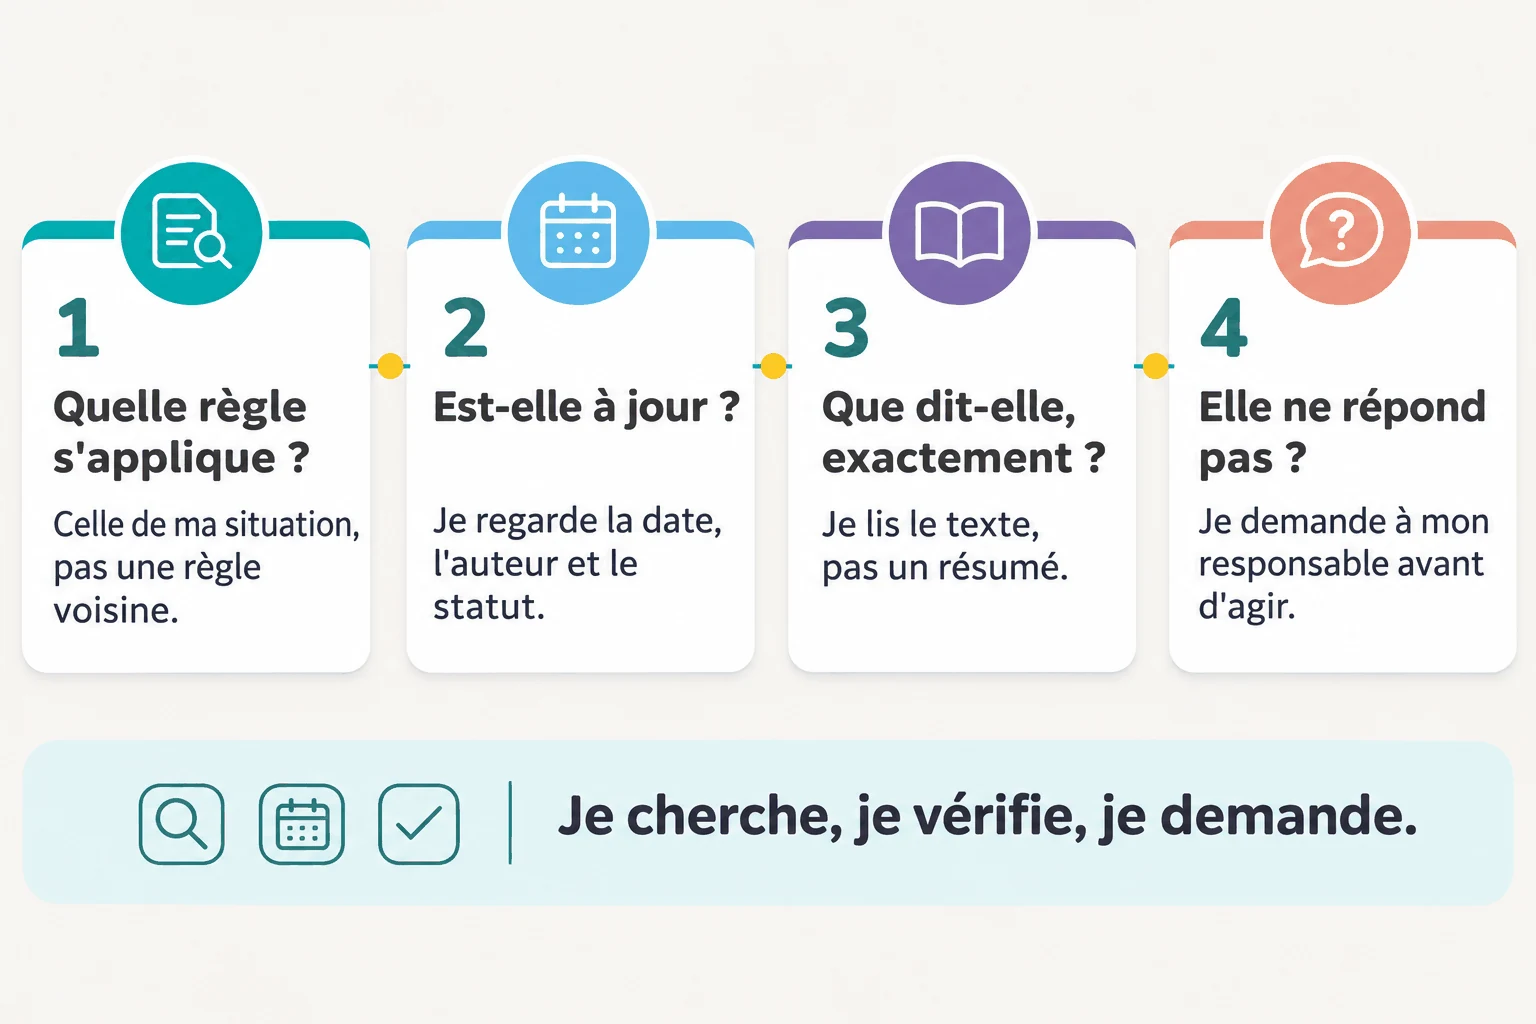 1
Quelle règle
s'applique ?
Celle de ma situation,
pas une règle
voisine.
2
Est-elle à jour ?
Je regarde la date,
l'auteur et le
statut.
3
Que dit-elle,
exactement ?
Je lis le texte,
pas un résumé.
4
Elle ne répond
pas ?
Je demande à mon
responsable avant
d'agir.
Je cherche, je vérifie, je demande.